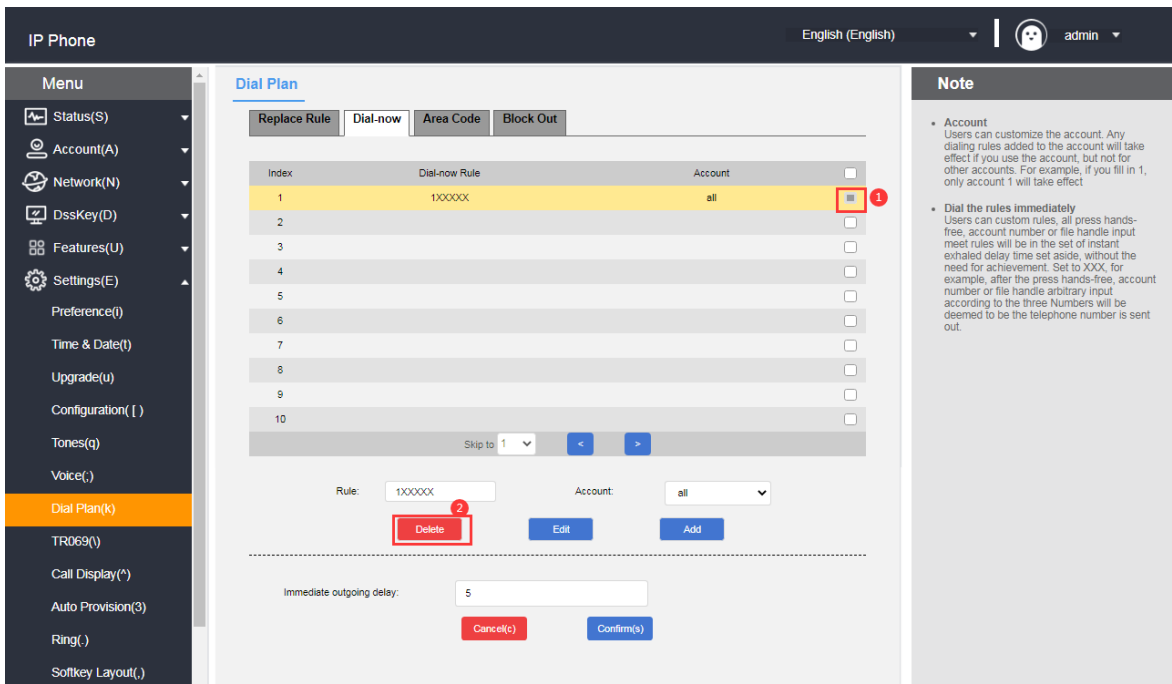 IP Phone
English (English)
admin
Menu
Status(S)
Account(A)
Network(N)
DssKey(D)
Features(U)
Settings(E)
Preference(i)
Time & Date(t)
Upgrade(u)
Configuration( [ )
Tones(q)
Voice(;)
Dial Plan(k)
TR069(\)
Call Display(^)
Auto Provision(3)
Ring(.)
Softkey Layout(,)
Dial Plan
Replace Rule Dial-now Area Code Block Out
Index Dial-now Rule Account
1 1XXXXX all 1
2
3
4
5
6
7
8
9
10
Skip to 1 < >
Rule: 1XXXXX Account: all
2
Delete Edit Add
Immediate outgoing delay: 5
Cancel(c) Confirm(s)
Note
• Account
Users can customize the account. Any
dialing rules added to the account will take
effect if you use the account, but not for
other accounts. For example, if you fill in 1,
only account 1 will take effect
• Dial the rules immediately
Users can custom rules, all press hands-
free, account number or file handle input
meet rules will be in the set of instant
exhaled delay time set aside, without the
need for achievement. Set to XXX, for
example, after the press hands-free, account
number or file handle arbitrary input
according to the three Numbers will be
deemed to be the telephone number is sent
out.